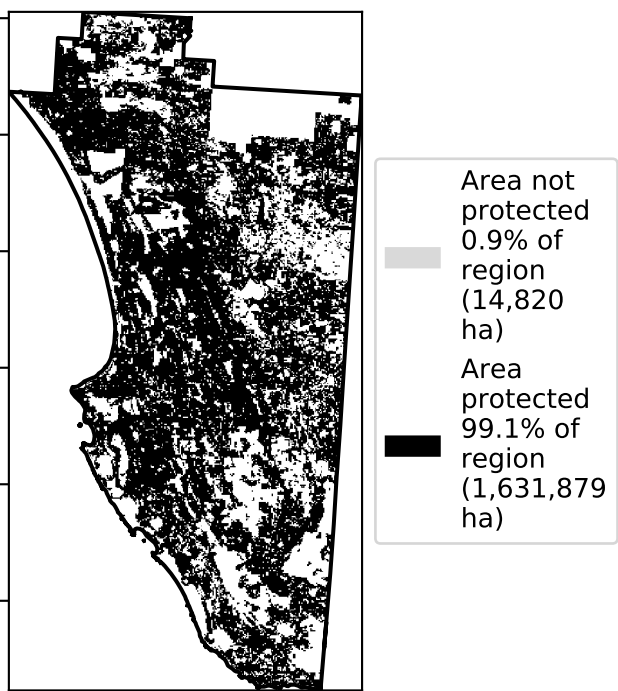 Area not
protected
0.9% of
region
(14,820
ha)
Area
protected
99.1% of
region
(1,631,879
ha)